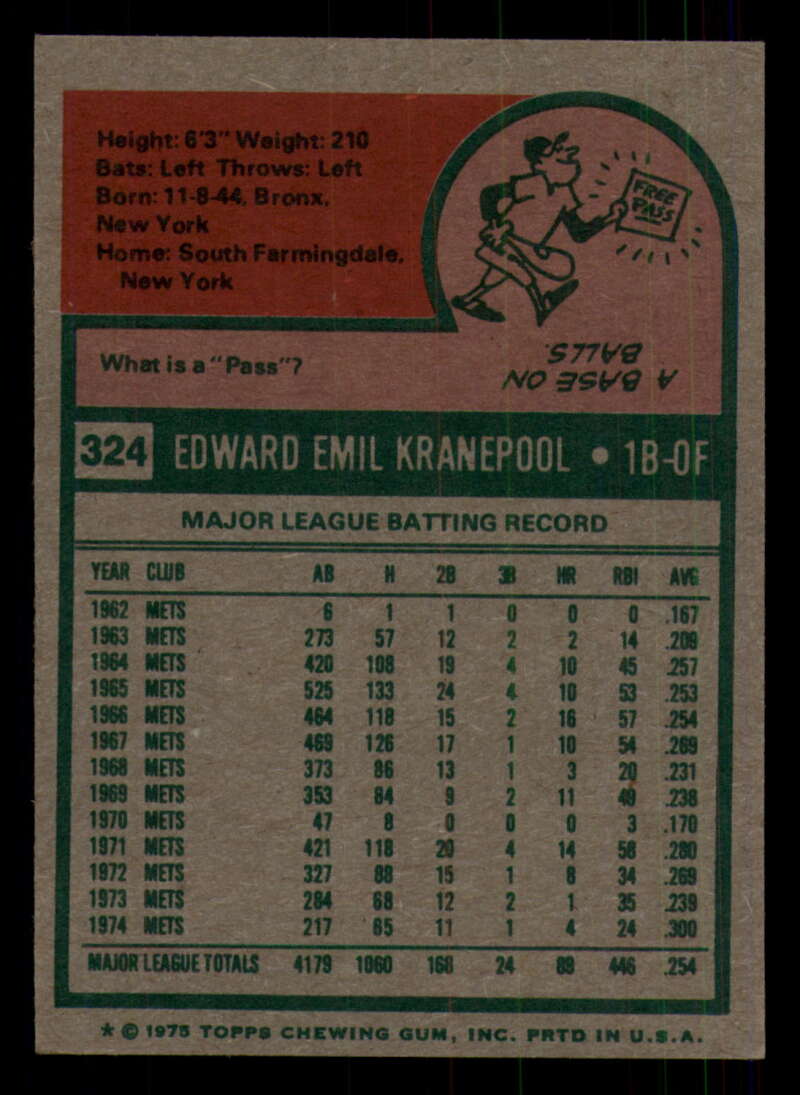 Height: 6'3" Weight: 210
Bats: Left Throws: Left
Born: 11-8-44, Bronx,
New York
Home: South Farmingdale,
New York
FREE
PASS
What is a "Pass"?
A BASE ON
BALLS.
324 EDWARD EMIL KRANEPOOL • 1B-OF
MAJOR LEAGUE BATTING RECORD
YEAR CLUB AB H 2B 3B HR RBI AVG
1962 METS 6 1 1 0 0 0 .167
1963 METS 273 57 12 2 2 14 .209
1964 METS 420 108 19 4 10 45 .257
1965 METS 525 133 24 4 10 53 .253
1966 METS 464 118 15 2 16 57 .254
1967 METS 469 126 17 1 10 54 .269
1968 METS 373 86 13 1 3 20 .231
1969 METS 353 84 9 2 11 49 .238
1970 METS 47 8 0 0 0 3 .170
1971 METS 421 118 20 4 14 58 .280
1972 METS 327 88 15 1 8 34 .269
1973 METS 284 68 12 2 1 35 .239
1974 METS 217 65 11 1 4 24 .300
MAJOR LEAGUE TOTALS 4179 1060 168 24 89 446 .254
* © 1975 TOPPS CHEWING GUM, INC. PRTD IN U.S.A.